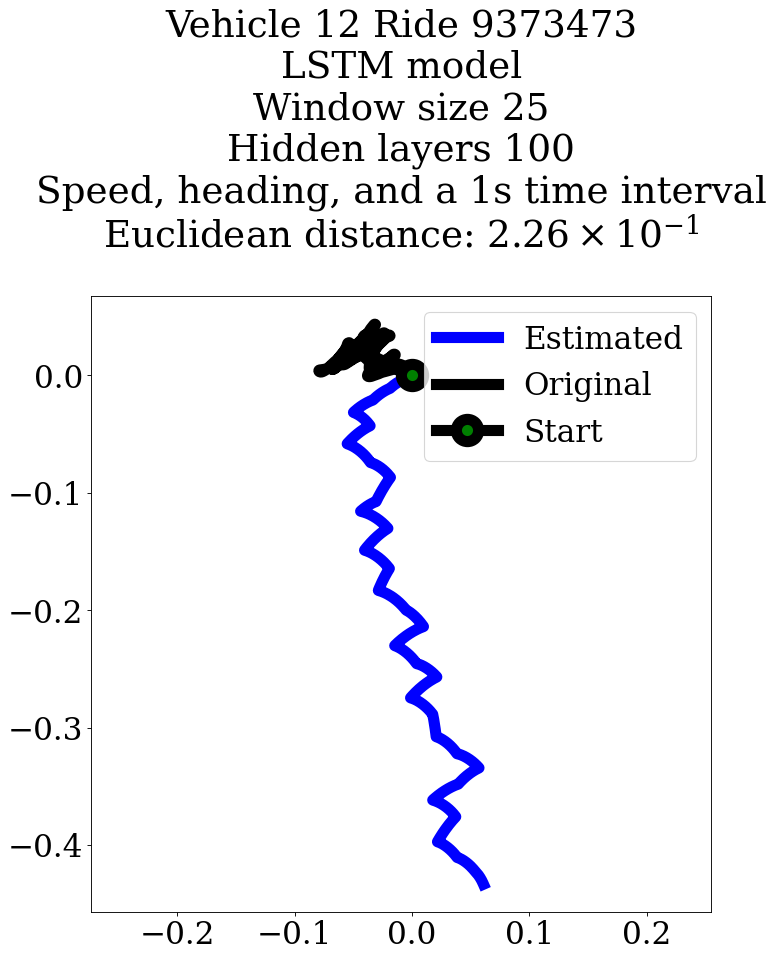 Vehicle 12 Ride 9373473
LSTM model
Window size 25
Hidden layers 100
Speed, heading, and a 1s time interval
Euclidean distance: 2.26 × 10⁻¹
Estimated
Original
Start
0.0
−0.1
−0.2
−0.3
−0.4
−0.2 −0.1 0.0 0.1 0.2